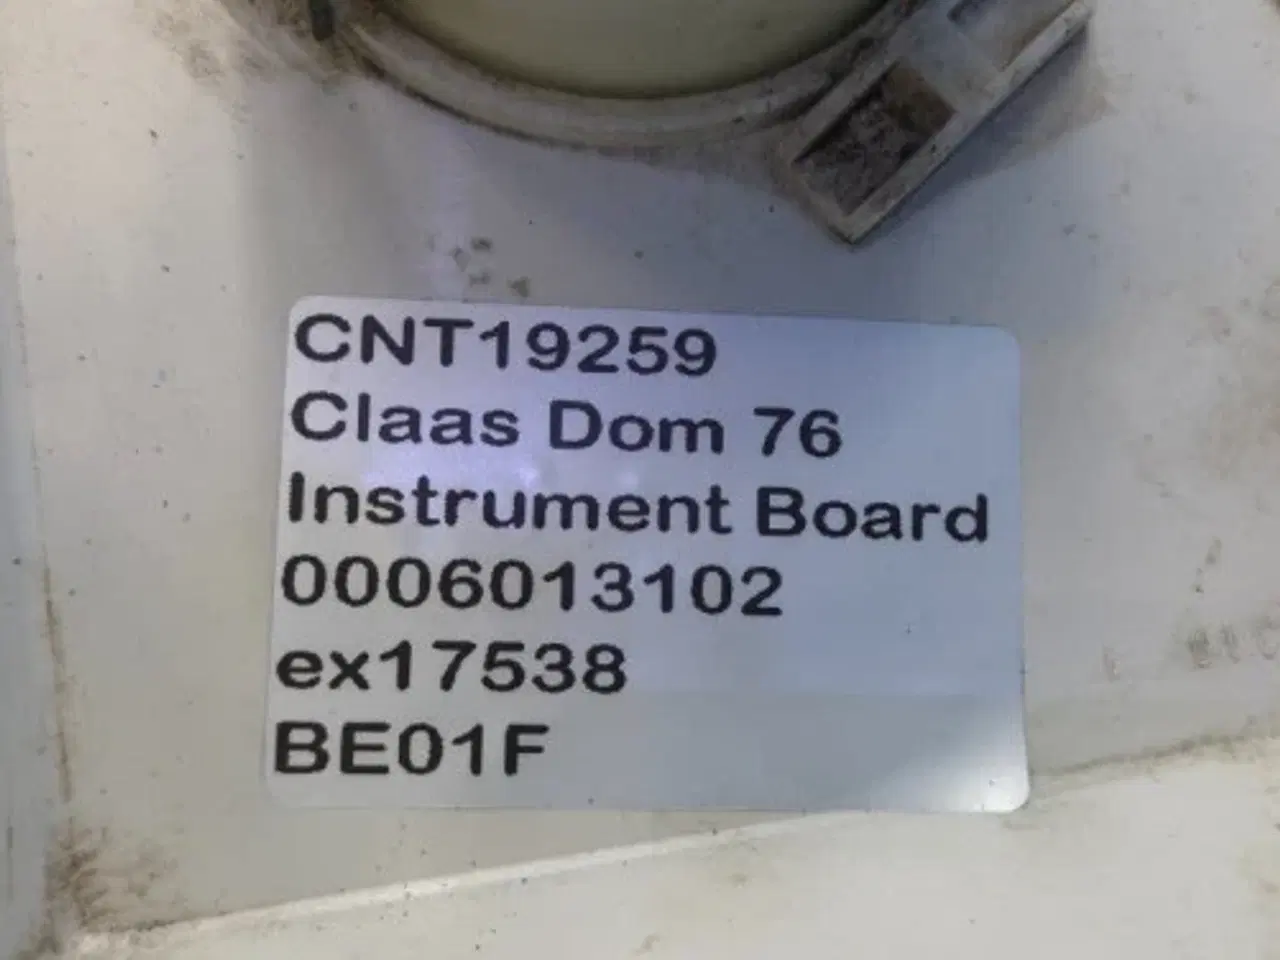 CNT19259
Claas Dom 76
Instrument Board
0006013102
ex17538
BE01F